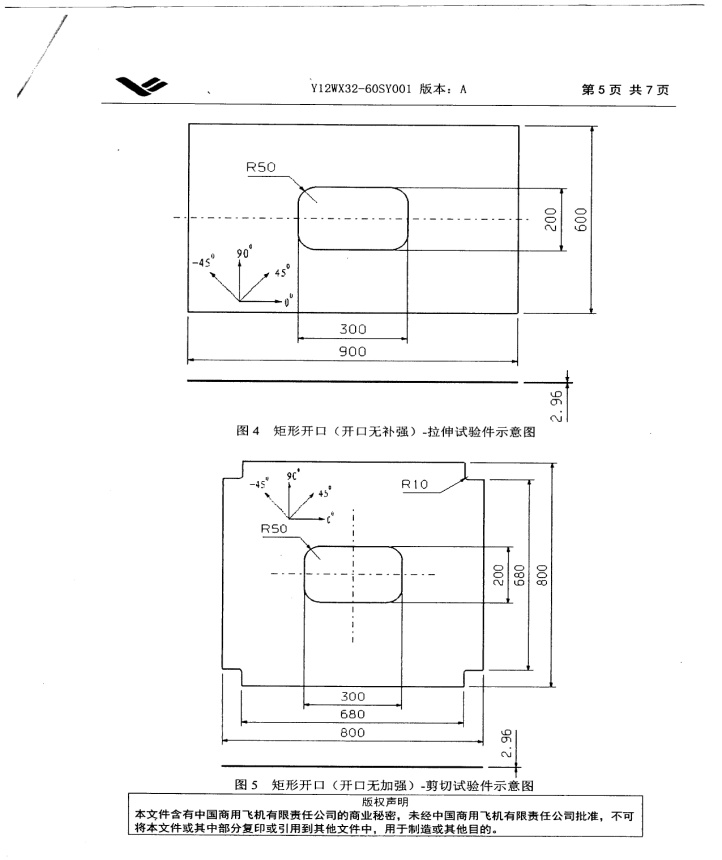 Y12WX32-60SY001 版本：A
第5页 共7页
R50
-45°
90°
45°
0°
200
600
300
900
2.96
图4 矩形开口（开口无补强）-拉伸试验件示意图
-45°
90°
45°
0°
R10
R50
200
680
800
300
680
800
2.96
图5 矩形开口（开口无加强）-剪切试验件示意图
版权声明
本文件含有中国商用飞机有限责任公司的商业秘密，未经中国商用飞机有限责任公司批准，不可
将本文件或其中部分复印或引用到其他文件中，用于制造或其他目的。